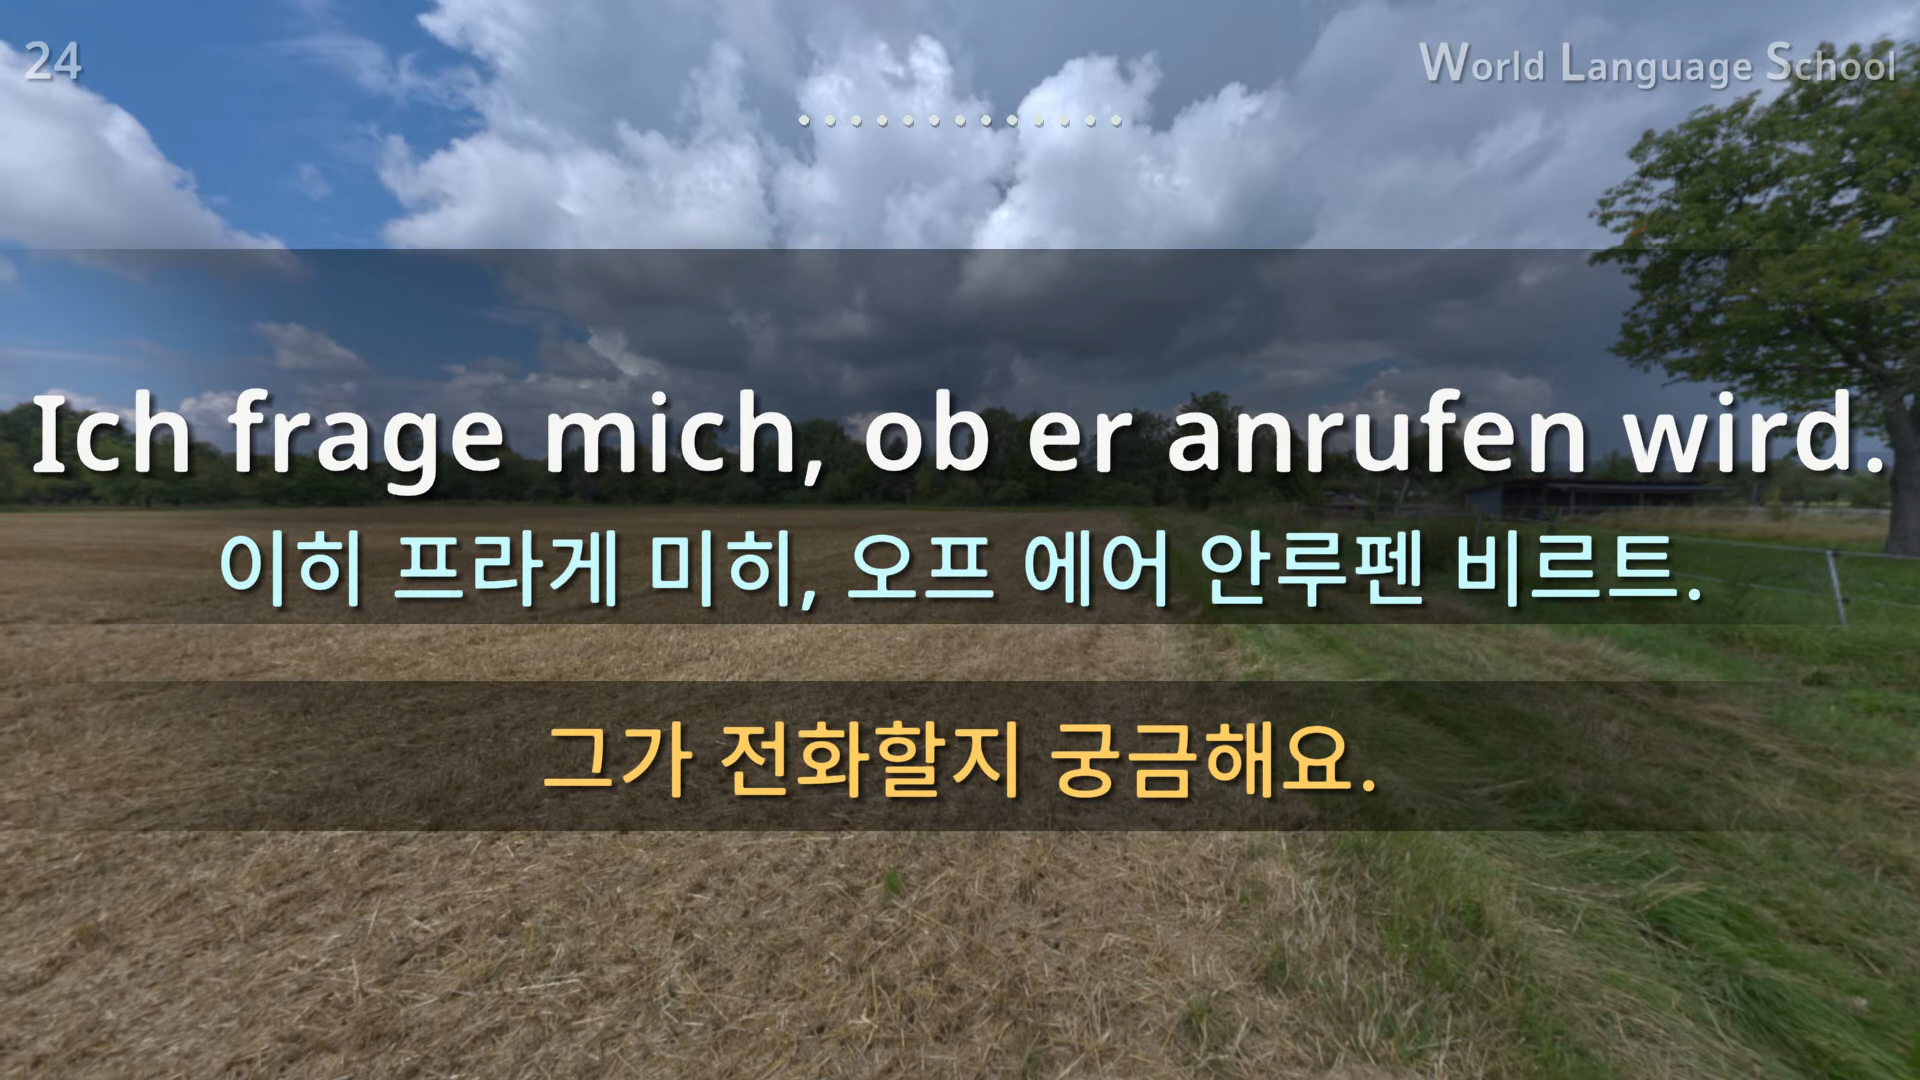 24
World Language School
Ich frage mich, ob er anrufen wird.
이히 프라게 미히, 오프 에어 안루펜 비르트.
그가 전화할지 궁금해요.